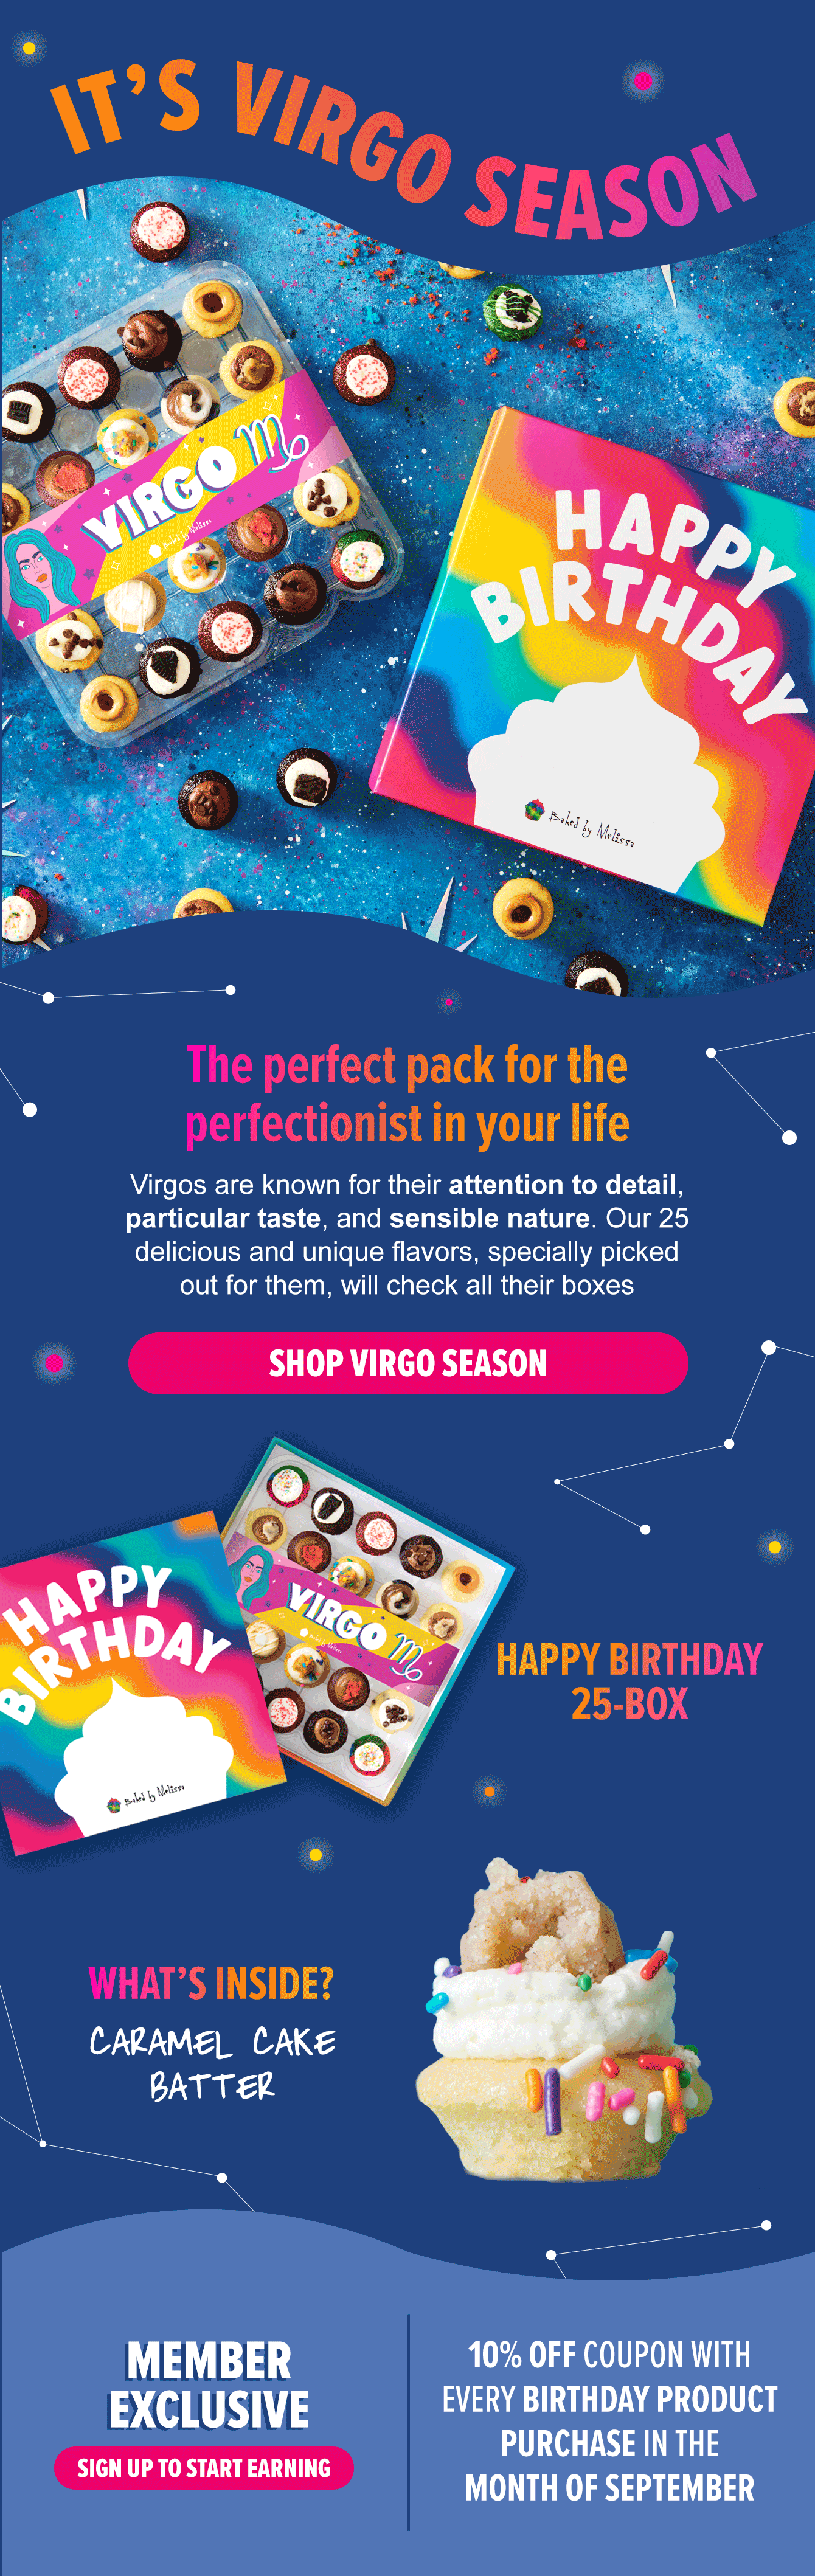 IT'S VIRGO SEASON
VIRGO
Baked by Melissa
HAPPY
BIRTHDAY
Baked by Melissa
The perfect pack for the
perfectionist in your life
Virgos are known for their attention to detail,
particular taste, and sensible nature. Our 25
delicious and unique flavors, specially picked
out for them, will check all their boxes
SHOP VIRGO SEASON
HAPPY
BIRTHDAY
Baked by Melissa
VIRGO
Baked by Melissa
HAPPY BIRTHDAY
25-BOX
WHAT'S INSIDE?
CARAMEL CAKE
BATTER
MEMBER
EXCLUSIVE
SIGN UP TO START EARNING
10% OFF COUPON WITH
EVERY BIRTHDAY PRODUCT
PURCHASE IN THE
MONTH OF SEPTEMBER